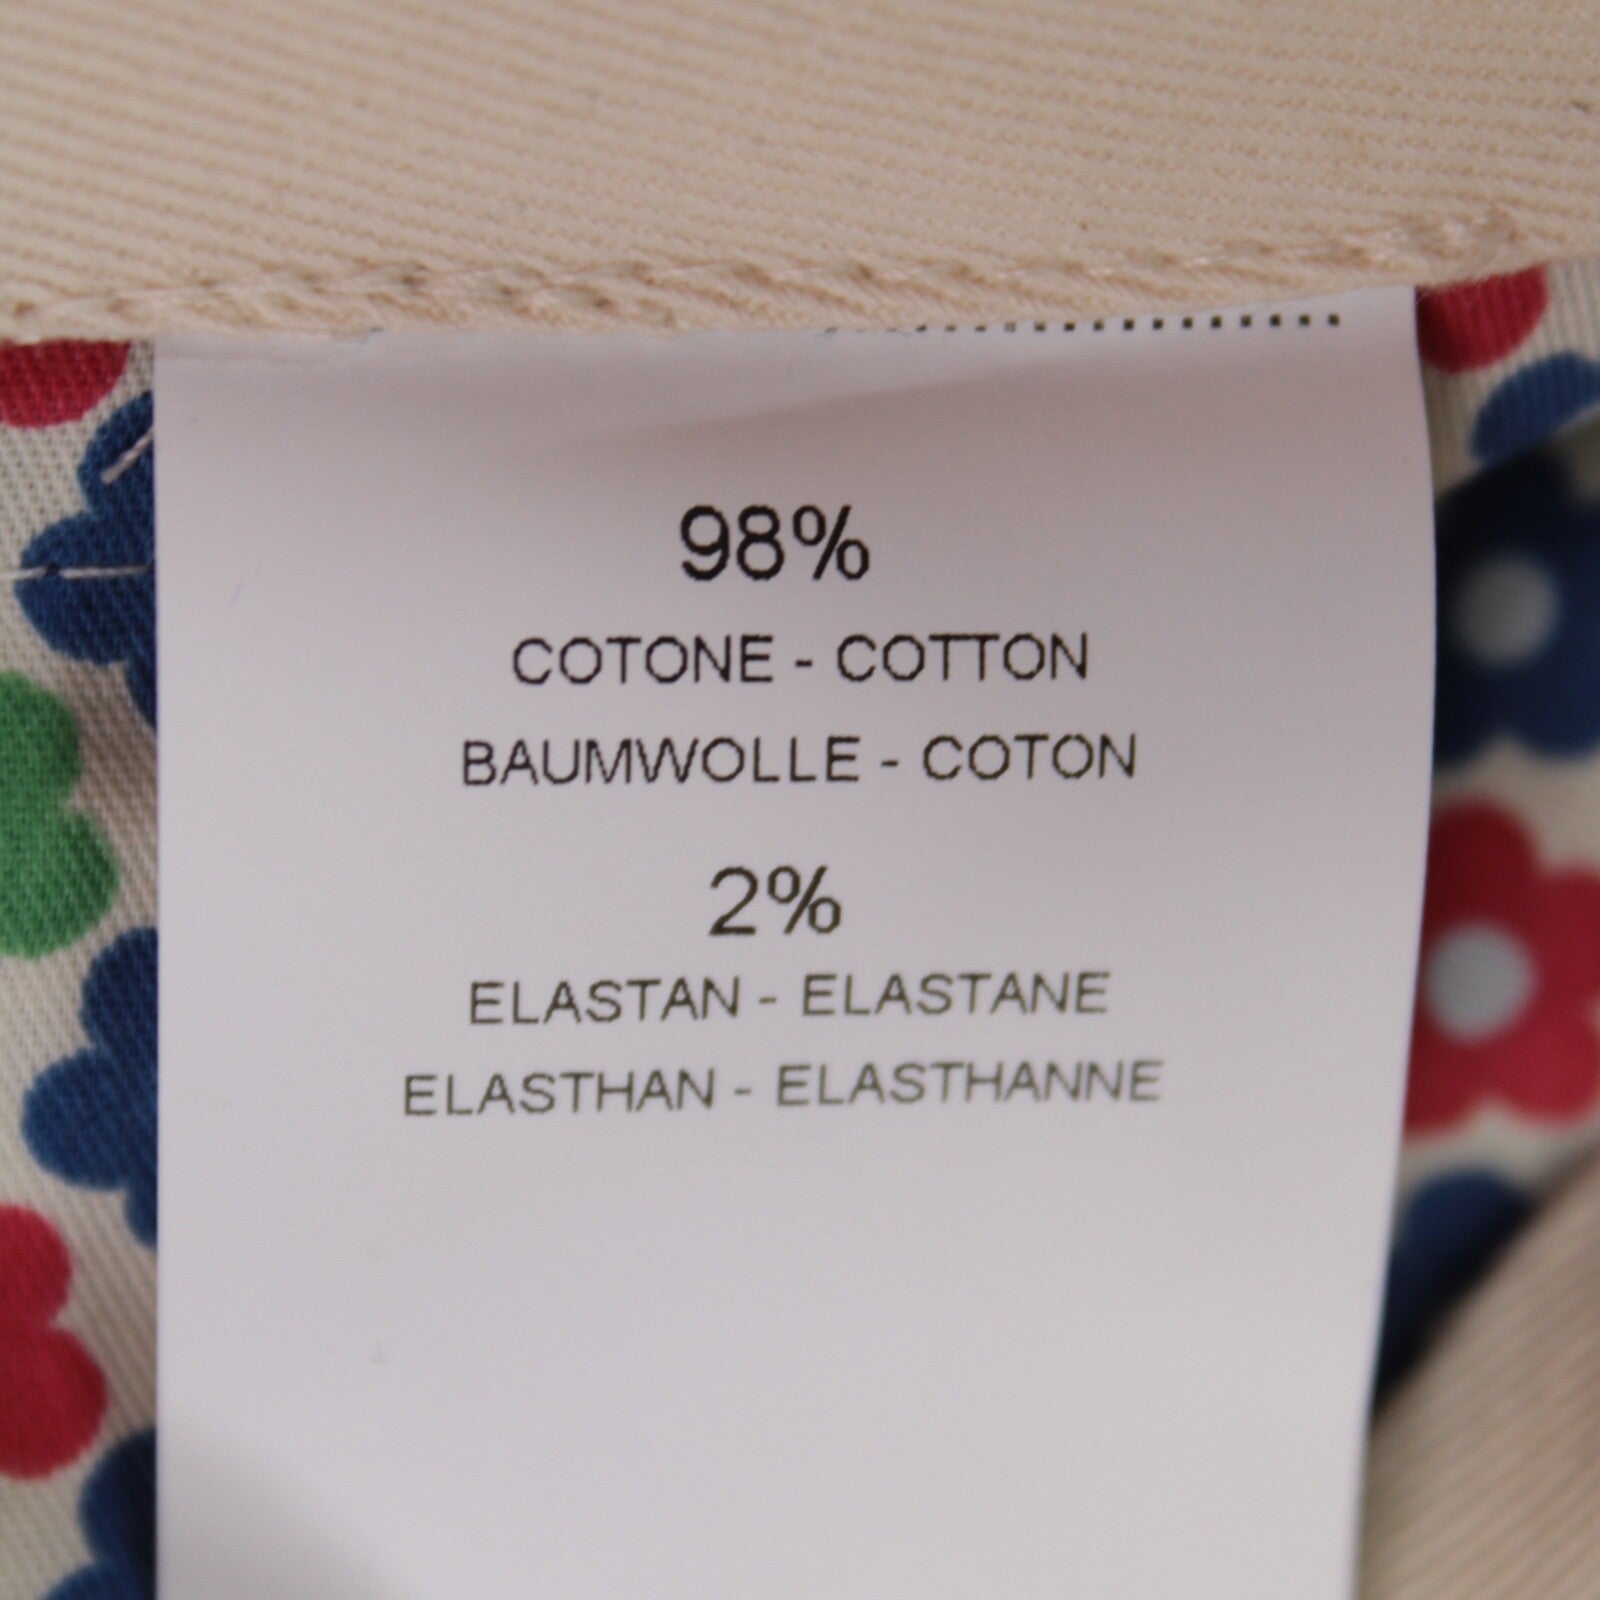 98%
COTONE - COTTON
BAUMWOLLE - COTON
2%
ELASTAN - ELASTANE
ELASTHAN - ELASTHANNE